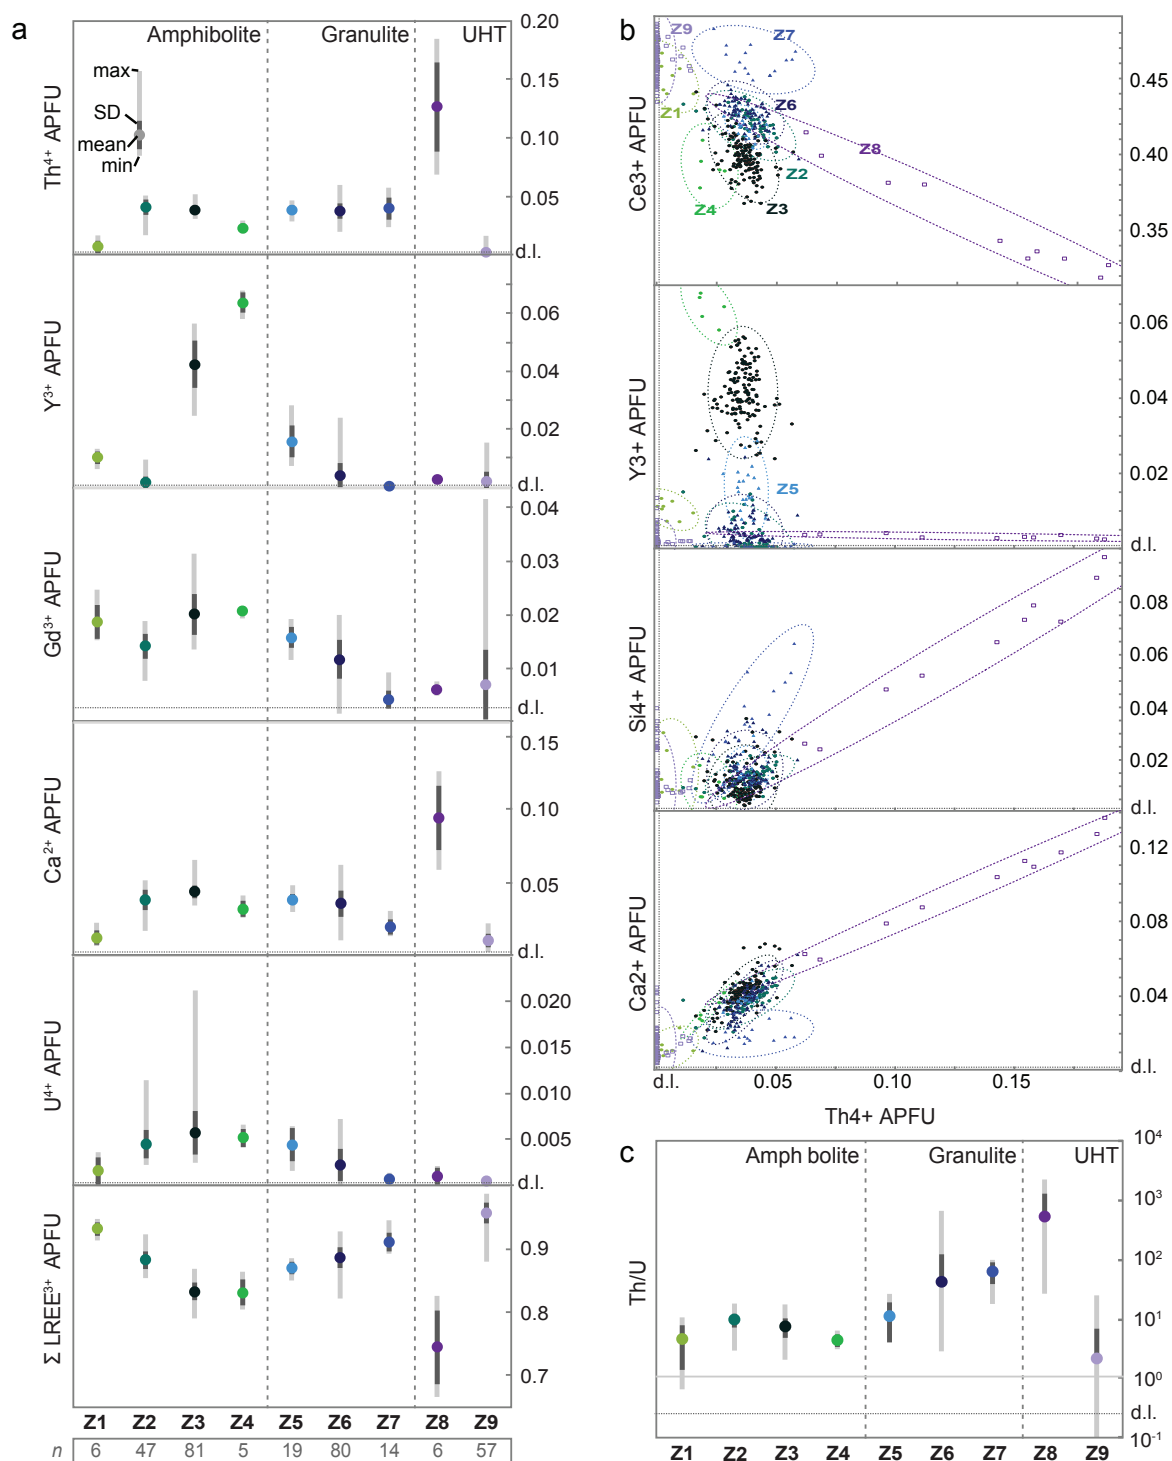 a
Amphibolite
Granulite
UHT
max
SD
mean
min
Th⁴⁺ APFU
0.20
0.15
0.10
0.05
d.l.
Y³⁺ APFU
0.06
0.04
0.02
d.l.
Gd³⁺ APFU
0.04
0.03
0.02
0.01
d.l.
Ca²⁺ APFU
0.15
0.10
0.05
d.l.
U⁴⁺ APFU
0.020
0.015
0.010
0.005
d.l.
Σ LREE³⁺ APFU
0.9
0.8
0.7
Z1 Z2 Z3 Z4 Z5 Z6 Z7 Z8 Z9
n 6 47 81 5 19 80 14 6 57
b
Z9
Z7
Z1
Z6
Z8
Z2
Z4
Z3
Ce3+ APFU
0.45
0.40
0.35
Y3+ APFU
Z5
0.06
0.04
0.02
d.l.
Si4+ APFU
0.08
0.06
0.04
0.02
d.l.
Ca2+ APFU
0.12
0.08
0.04
d.l.
d.l. 0.05 0.10 0.15
Th4+ APFU
c
Amph bolite
Granulite
UHT
Th/U
10⁴
10³
10²
10¹
10⁰
d.l.
10⁻¹
Z1 Z2 Z3 Z4 Z5 Z6 Z7 Z8 Z9